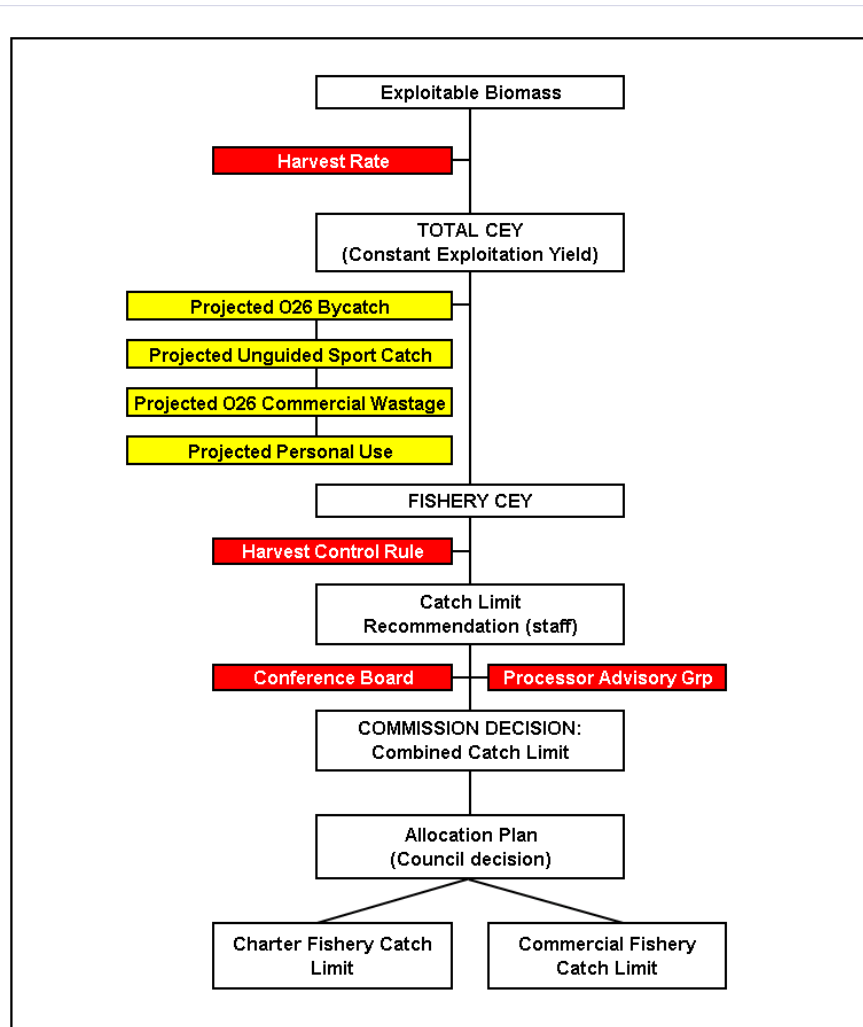 Exploitable Biomass
Harvest Rate
TOTAL CEY
(Constant Exploitation Yield)
Projected O26 Bycatch
Projected Unguided Sport Catch
Projected O26 Commercial Wastage
Projected Personal Use
FISHERY CEY
Harvest Control Rule
Catch Limit
Recommendation (staff)
Conference Board
Processor Advisory Grp
COMMISSION DECISION:
Combined Catch Limit
Allocation Plan
(Council decision)
Charter Fishery Catch
Limit
Commercial Fishery
Catch Limit